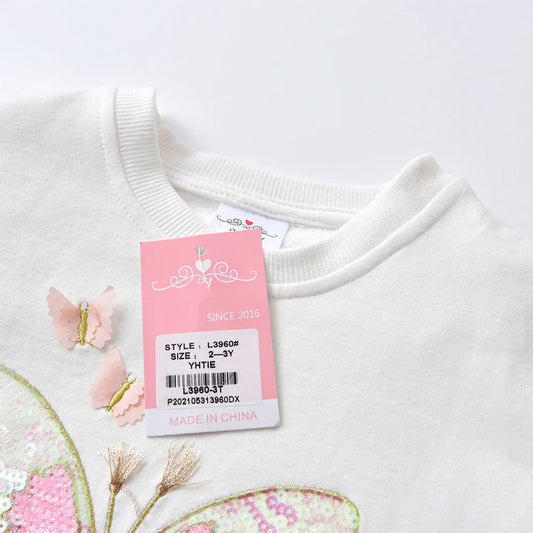 SINCE 2016
STYLE : L3960#
SIZE : 2—3Y
YHTIE
L3960-3T
P202105313960DX
MADE IN CHINA